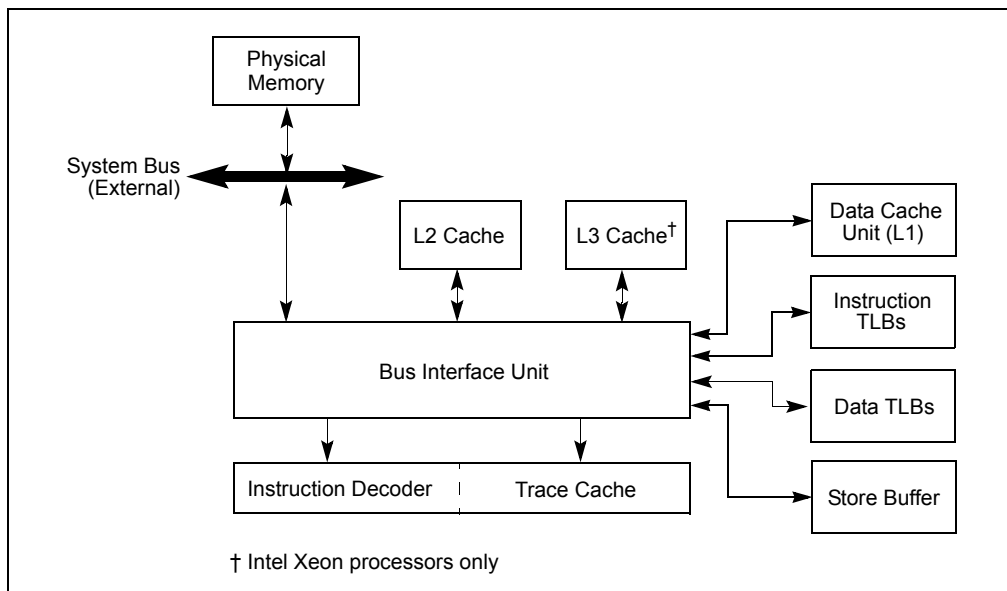 Physical
Memory
System Bus
(External)
L2 Cache
L3 Cache†
Data Cache
Unit (L1)
Instruction
TLBs
Bus Interface Unit
Data TLBs
Instruction Decoder
Trace Cache
Store Buffer
† Intel Xeon processors only